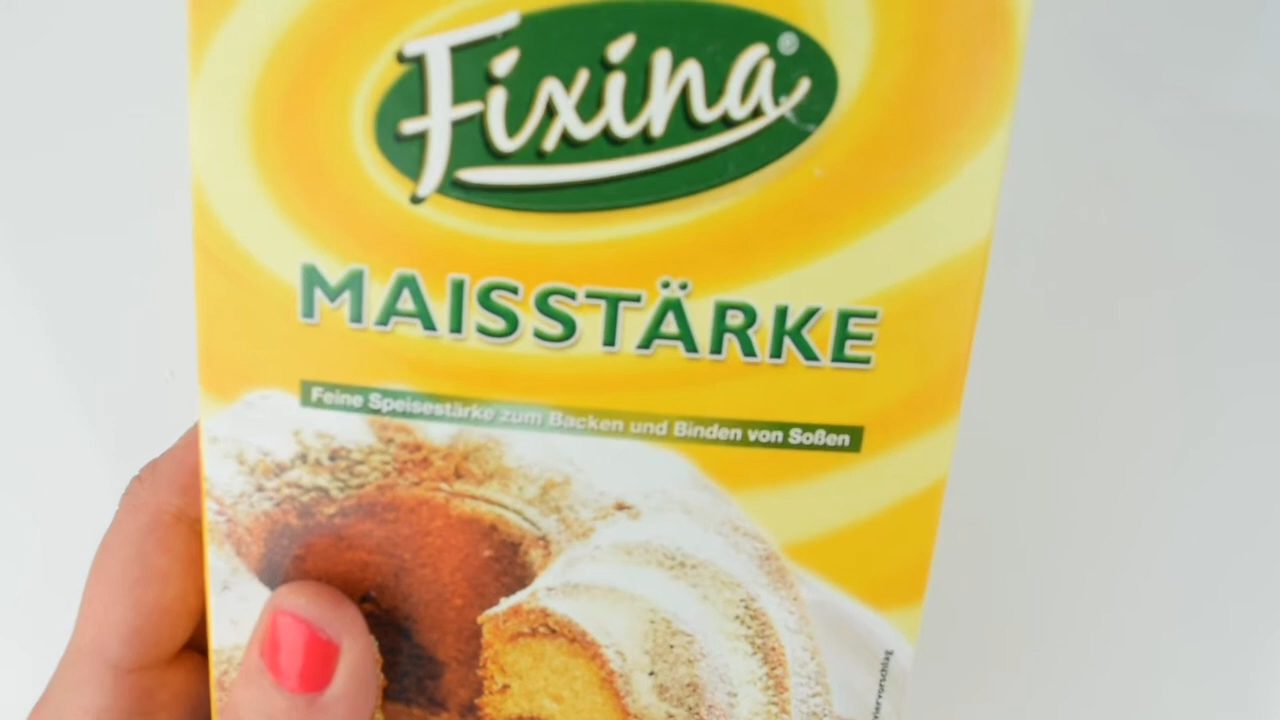 Fixina®
MAISSTÄRKE
Feine Speisestärke zum Backen und Binden von Soßen